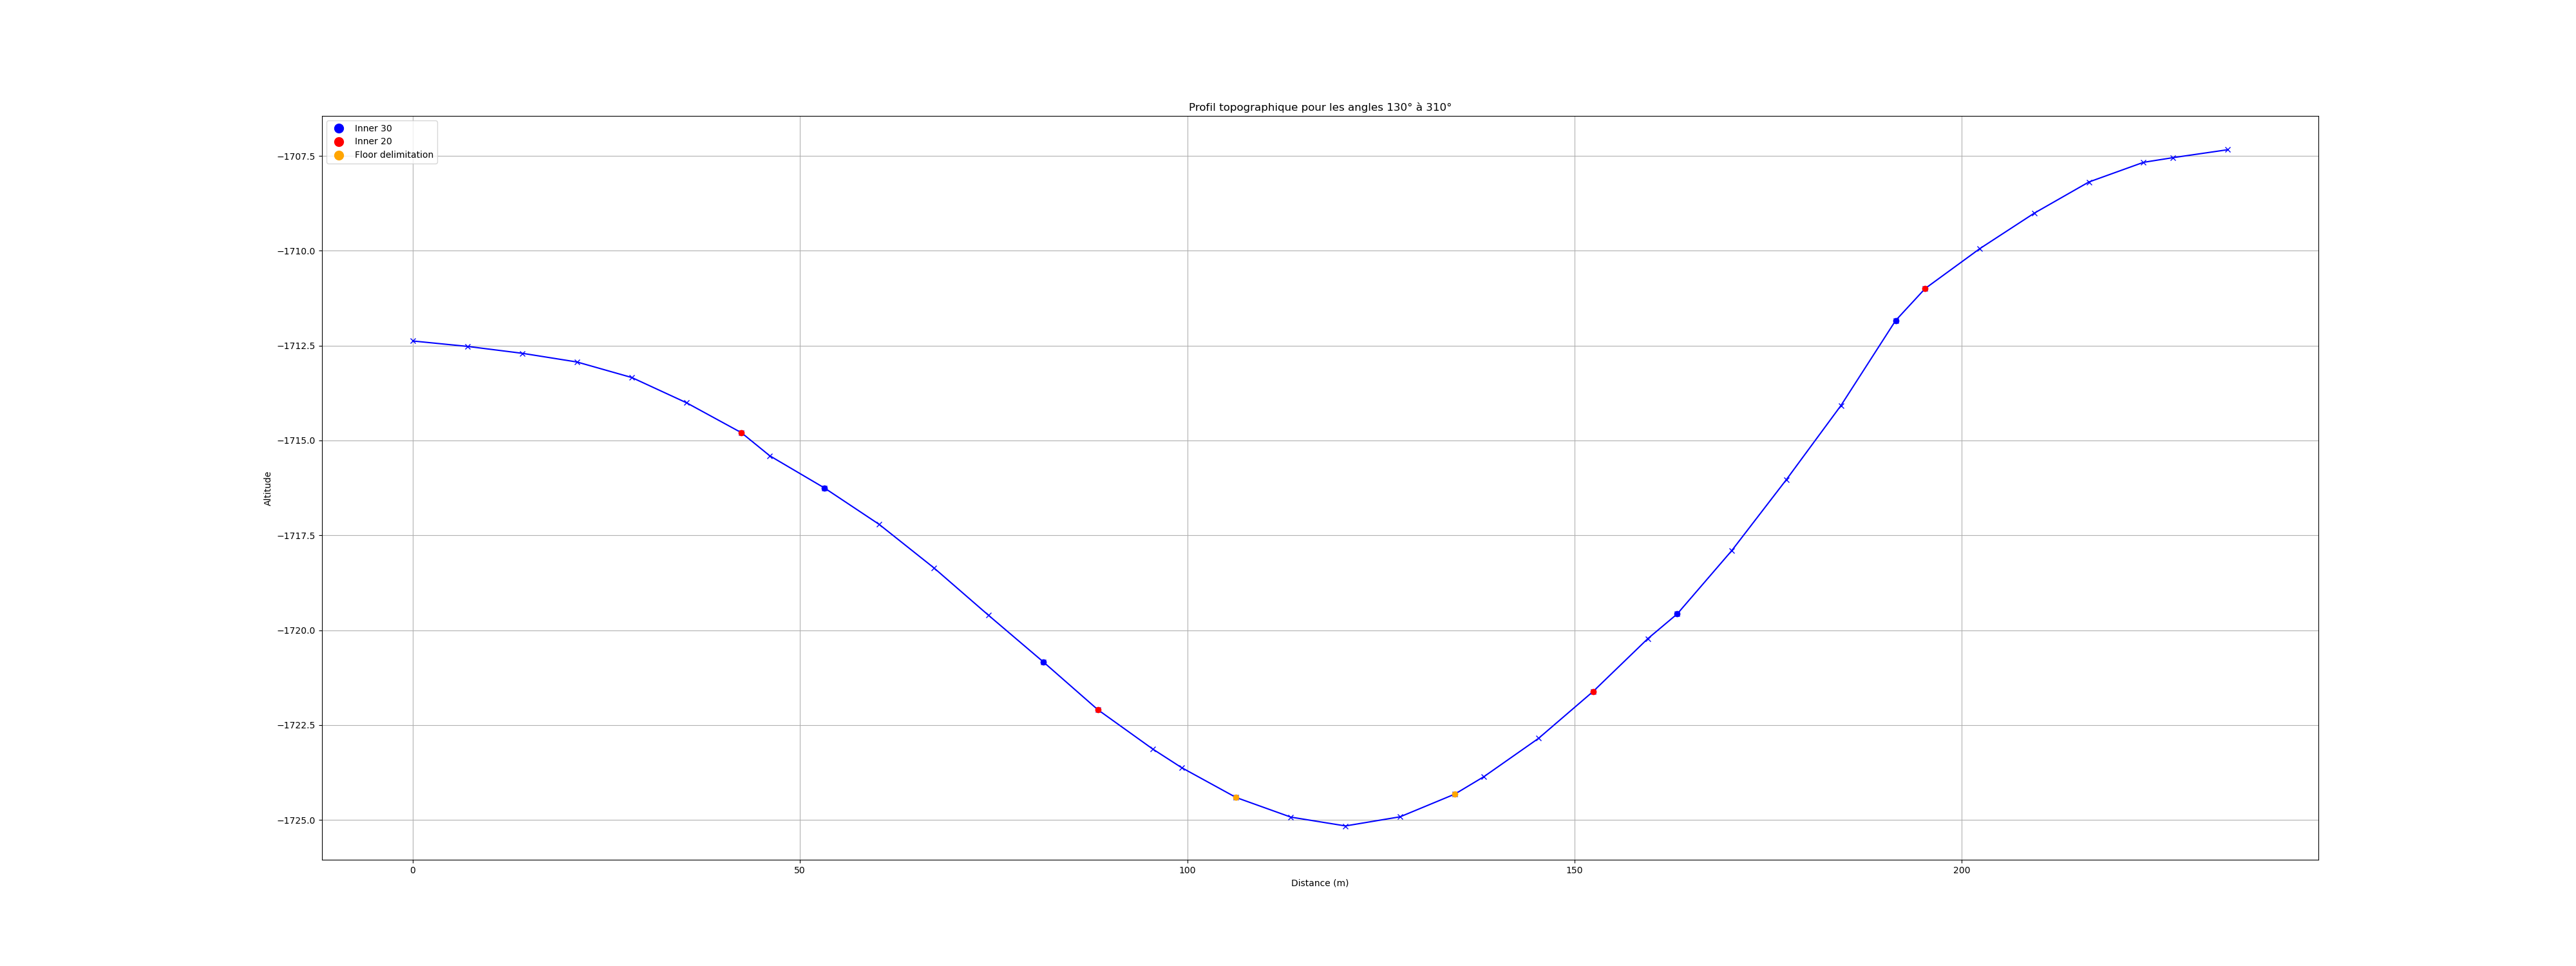 Profil topographique pour les angles 130° à 310°
Inner 30
Inner 20
Floor delimitation
−1707.5
−1710.0
−1712.5
−1715.0
−1717.5
−1720.0
−1722.5
−1725.0
Altitude
0 50 100 150 200
Distance (m)